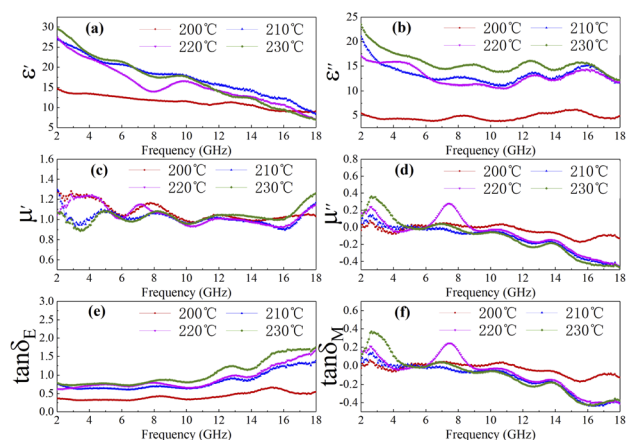 (a) 200℃ 210℃
220℃ 230℃
30
25
20
15
10
5
ε′
2 4 6 8 10 12 14 16 18
Frequency (GHz)
(b) 200℃ 210℃
220℃ 230℃
20
15
10
5
ε″
2 4 6 8 10 12 14 16 18
Frequency (GHz)
(c) 200℃ 210℃
220℃ 230℃
1.6
1.4
1.2
1.0
0.8
0.6
μ′
2 4 6 8 10 12 14 16 18
Frequency (GHz)
(d) 200℃ 210℃
220℃ 230℃
0.8
0.6
0.4
0.2
0.0
-0.2
-0.4
μ″
2 4 6 8 10 12 14 16 18
Frequency (GHz)
(e) 200℃ 210℃
220℃ 230℃
3.0
2.5
2.0
1.5
1.0
0.5
0.0
tanδE
2 4 6 8 10 12 14 16 18
Frequency (GHz)
(f) 200℃ 210℃
220℃ 230℃
0.6
0.4
0.2
0.0
-0.2
-0.4
tanδM
2 4 6 8 10 12 14 16 18
Frequency (GHz)